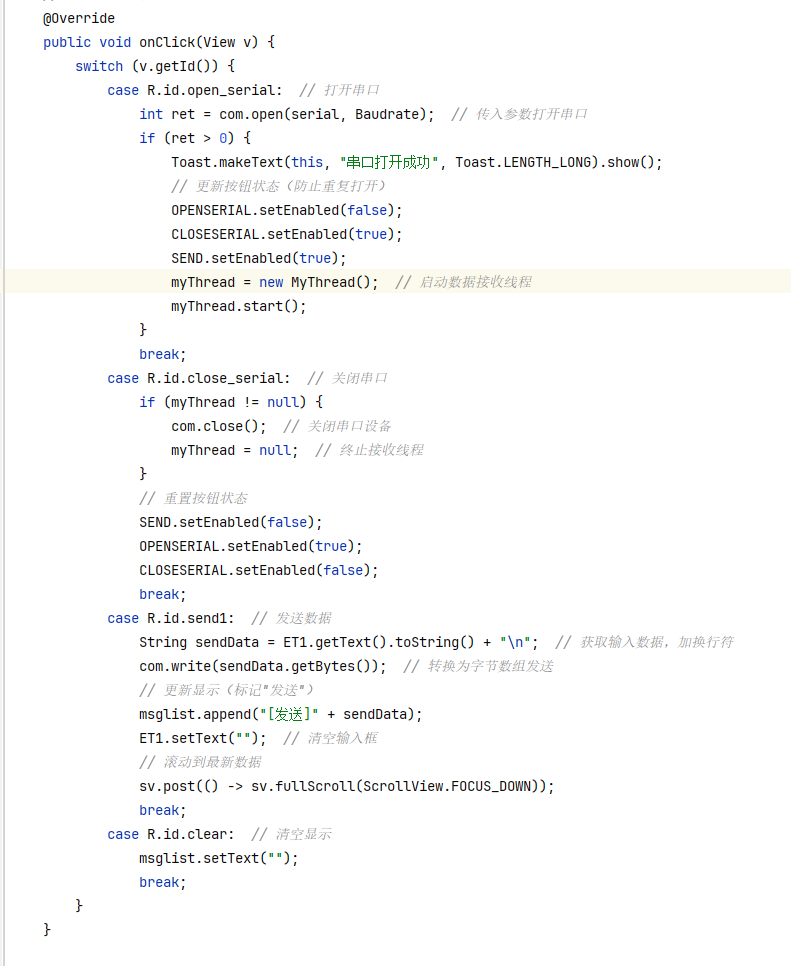 @Override
public void onClick(View v) {
switch (v.getId()) {
case R.id.open_serial:  // 打开串口
int ret = com.open(serial, Baudrate);  // 传入参数打开串口
if (ret > 0) {
Toast.makeText(this, "串口打开成功", Toast.LENGTH_LONG).show();
// 更新按钮状态（防止重复打开）
OPENSERIAL.setEnabled(false);
CLOSESERIAL.setEnabled(true);
SEND.setEnabled(true);
myThread = new MyThread();  // 启动数据接收线程
myThread.start();
}
break;
case R.id.close_serial:  // 关闭串口
if (myThread != null) {
com.close();  // 关闭串口设备
myThread = null;  // 终止接收线程
}
// 重置按钮状态
SEND.setEnabled(false);
OPENSERIAL.setEnabled(true);
CLOSESERIAL.setEnabled(false);
break;
case R.id.send1:  // 发送数据
String sendData = ET1.getText().toString() + "\n";  // 获取输入数据，加换行符
com.write(sendData.getBytes());  // 转换为字节数组发送
// 更新显示（标记"发送"）
msglist.append("[发送]" + sendData);
ET1.setText("");  // 清空输入框
// 滚动到最新数据
sv.post(() -> sv.fullScroll(ScrollView.FOCUS_DOWN));
break;
case R.id.clear:  // 清空显示
msglist.setText("");
break;
}
}